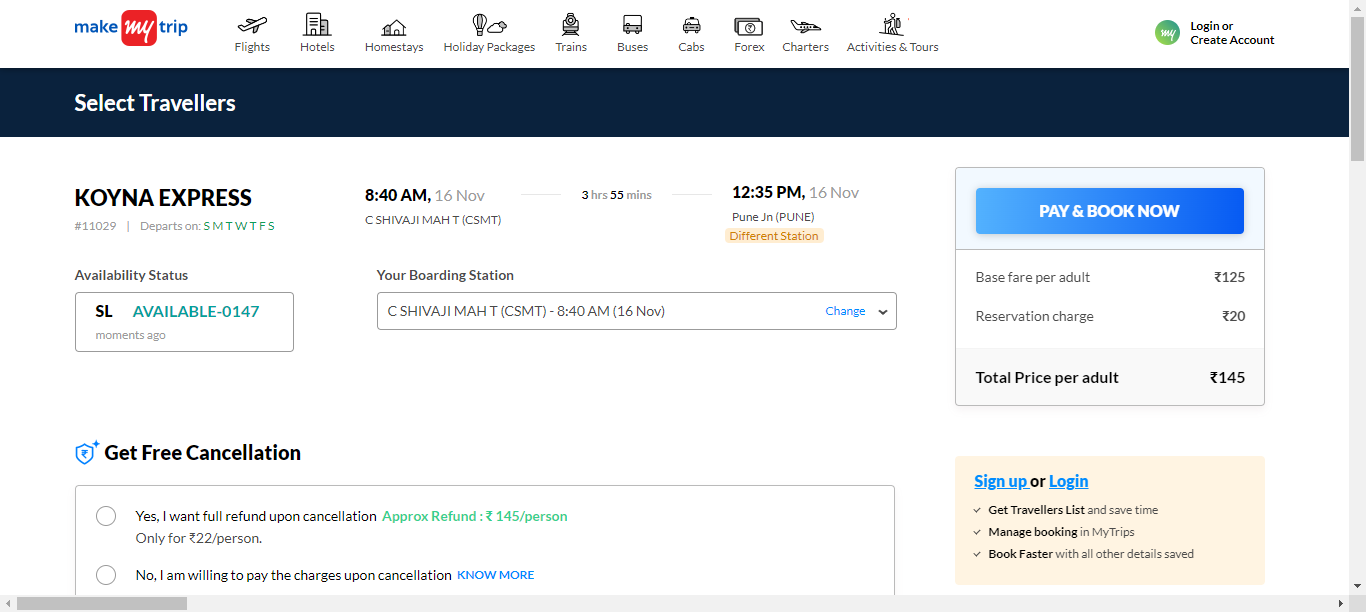 make my trip
Flights
Hotels
Homestays
Holiday Packages
Trains
Buses
Cabs
Forex
Charters
Activities & Tours
my
Login or
Create Account
Select Travellers
KOYNA EXPRESS
#11029 | Departs on: S M T W T F S
8:40 AM, 16 Nov
C SHIVAJI MAH T (CSMT)
3 hrs 55 mins
12:35 PM, 16 Nov
Pune Jn (PUNE)
Different Station
Availability Status
SL AVAILABLE-0147
moments ago
Your Boarding Station
C SHIVAJI MAH T (CSMT) - 8:40 AM (16 Nov) Change
PAY & BOOK NOW
Base fare per adult ₹125
Reservation charge ₹20
Total Price per adult ₹145
Get Free Cancellation
Yes, I want full refund upon cancellation Approx Refund : ₹ 145/person
Only for ₹22/person.
No, I am willing to pay the charges upon cancellation KNOW MORE
Sign up or Login
Get Travellers List and save time
Manage booking in MyTrips
Book Faster with all other details saved